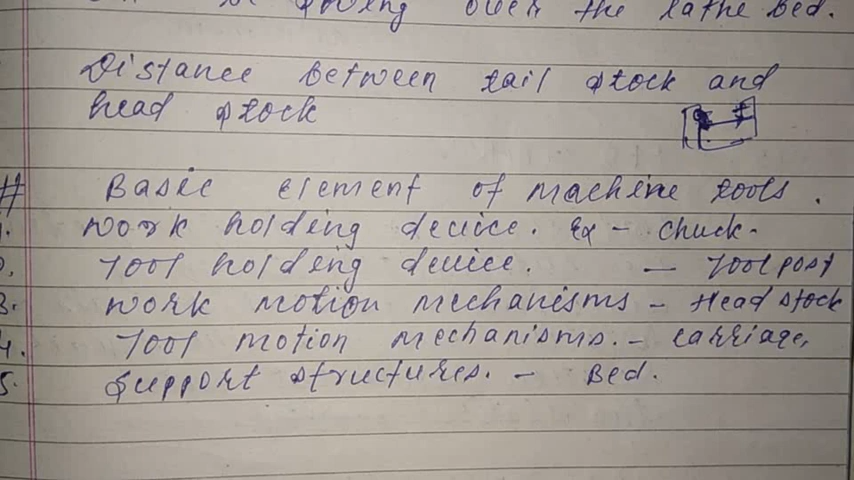 over the lathe bed.
Distance between tail stock and
head stock
# Basic element of machine tools.
1. work holding device. Ex - chuck.
2. Tool holding device. - Tool post
3. work motion mechanisms - Head stock
4. Tool motion mechanisms. - carriage,
5. Support structures. - Bed.